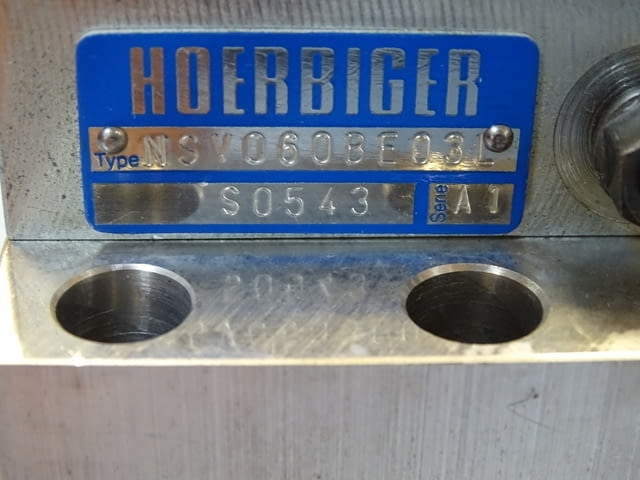 HOERBIGER
Type NSV060BE03L
S0543 Serie A1